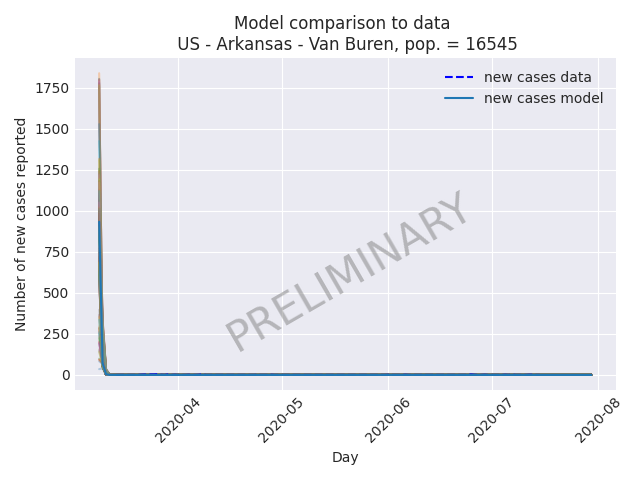 Model comparison to data
US - Arkansas - Van Buren, pop. = 16545
new cases data
new cases model
Number of new cases reported
1750
1500
1250
1000
750
500
250
0
PRELIMINARY
2020-04
2020-05
2020-06
2020-07
2020-08
Day